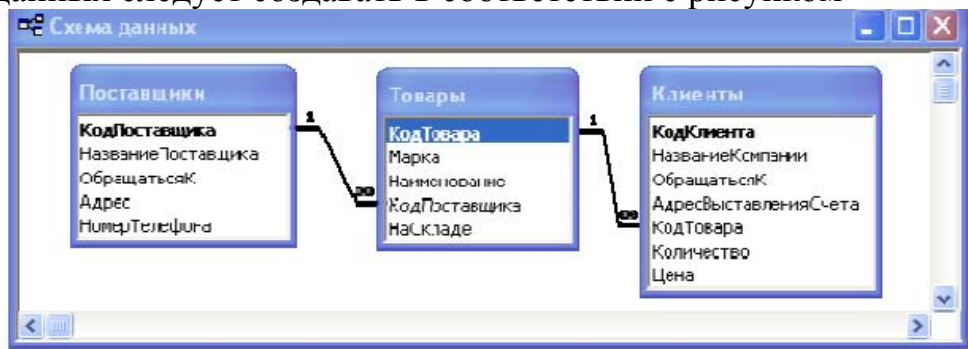 данных следует создавать в соответствии с рисунком
Схема данных
Поставщики
КодПоставщика
НазваниеПоставщика
ОбращатьсяК
Адрес
НомерТелефона
1
∞
Товары
КодТовара
Марка
Наименование
КодПоставщика
НаСкладе
1
∞
Клиенты
КодКлиента
НазваниеКомпании
ОбращатьсяК
АдресВыставленияСчета
КодТовара
Количество
Цена